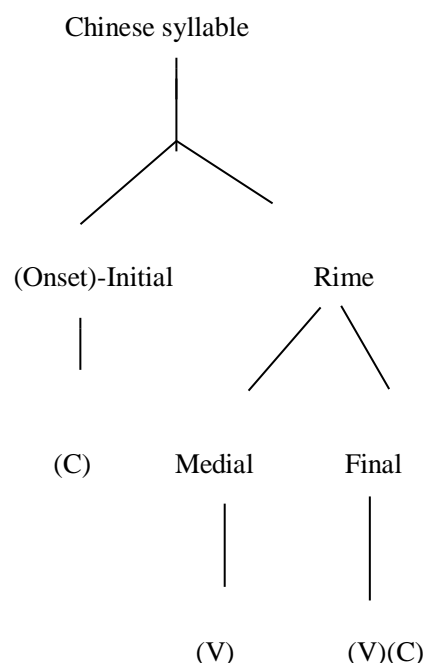 Chinese syllable
(Onset)-Initial Rime
(C) Medial Final
(V) (V)(C)